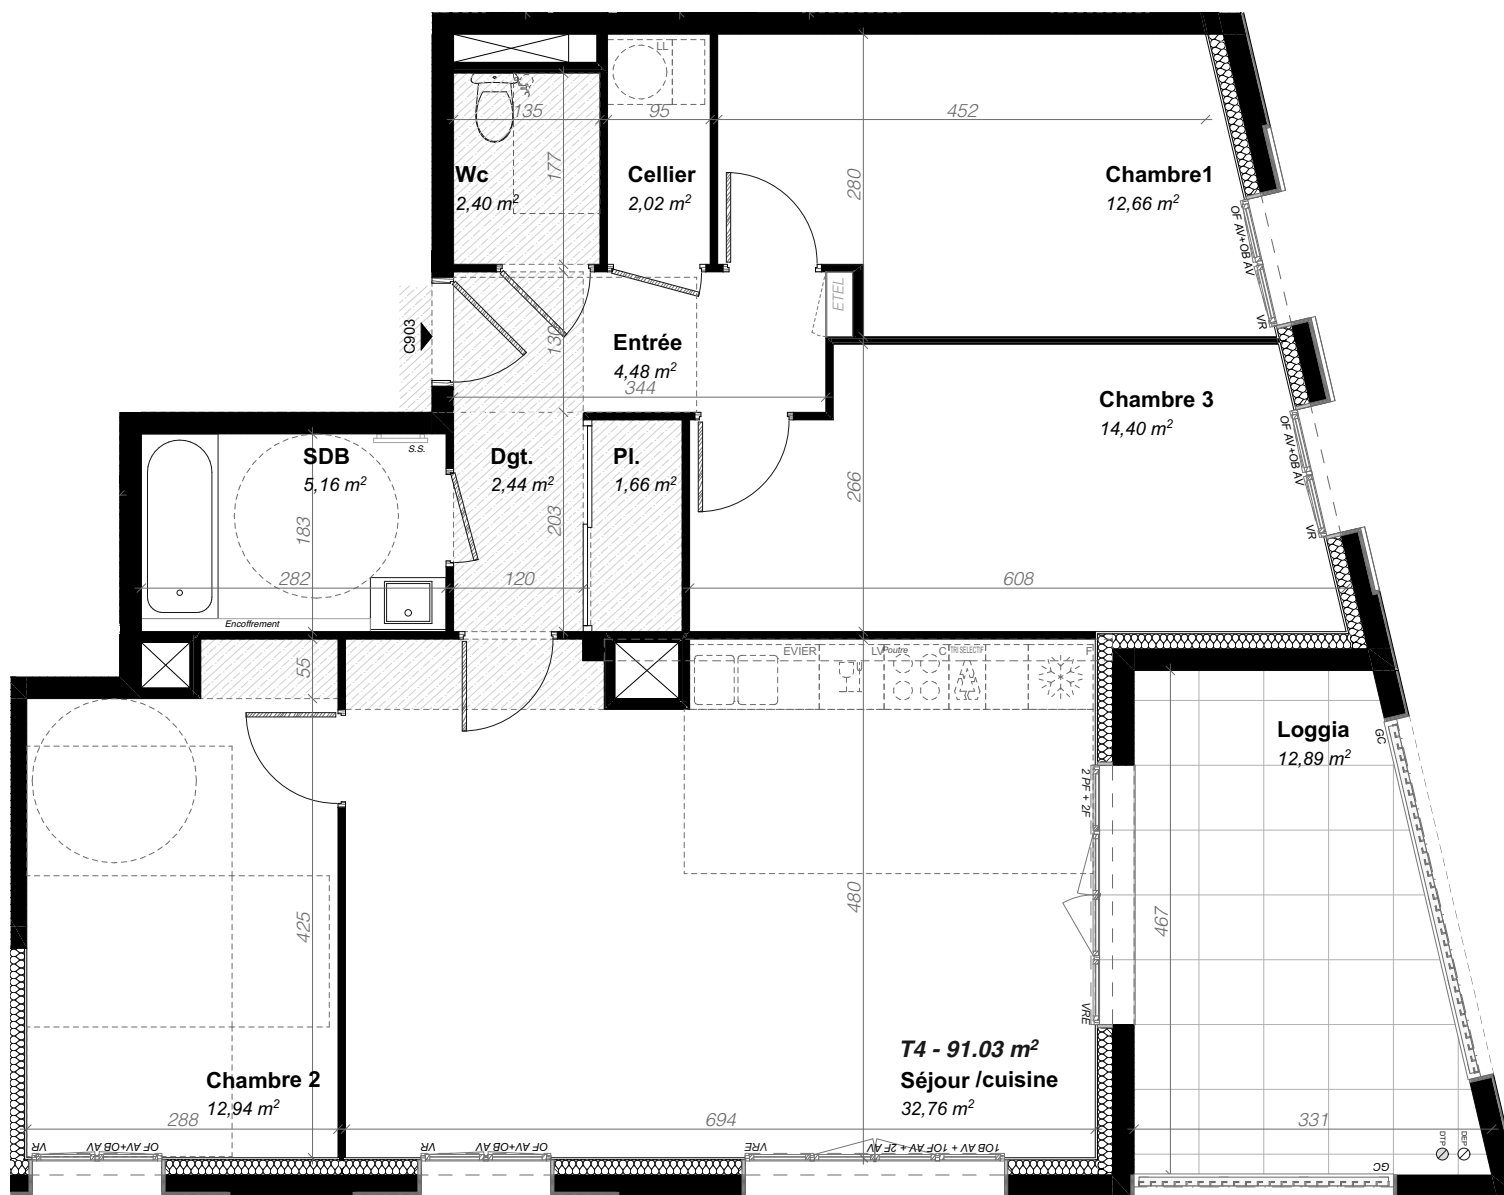 LL
135
95
452
Wc
2,40 m²
177
Cellier
2,02 m²
280
Chambre1
12,66 m²
OF AV+OB AV
VR
C903
130
Entrée
4,48 m²
344
ETEL
Chambre 3
14,40 m²
OF AV+OB AV
VR
SDB
5,16 m²
s.s.
183
282
Encoffrement
Dgt.
2,44 m²
203
120
Pl.
1,66 m²
266
608
55
EVIER
LV
Poutre
C
TRI SELECTIF
F
Loggia
12,89 m²
GC
2 PF + 2F
VRE
425
480
467
T4 - 91.03 m²
Séjour /cuisine
32,76 m²
Chambre 2
12,94 m²
288
694
331
VR
OF AV+OB AV
VR
OF AV+OB AV
VRE
1OB AV + 1OF AV + 2F AV
DTP
DEP
GC